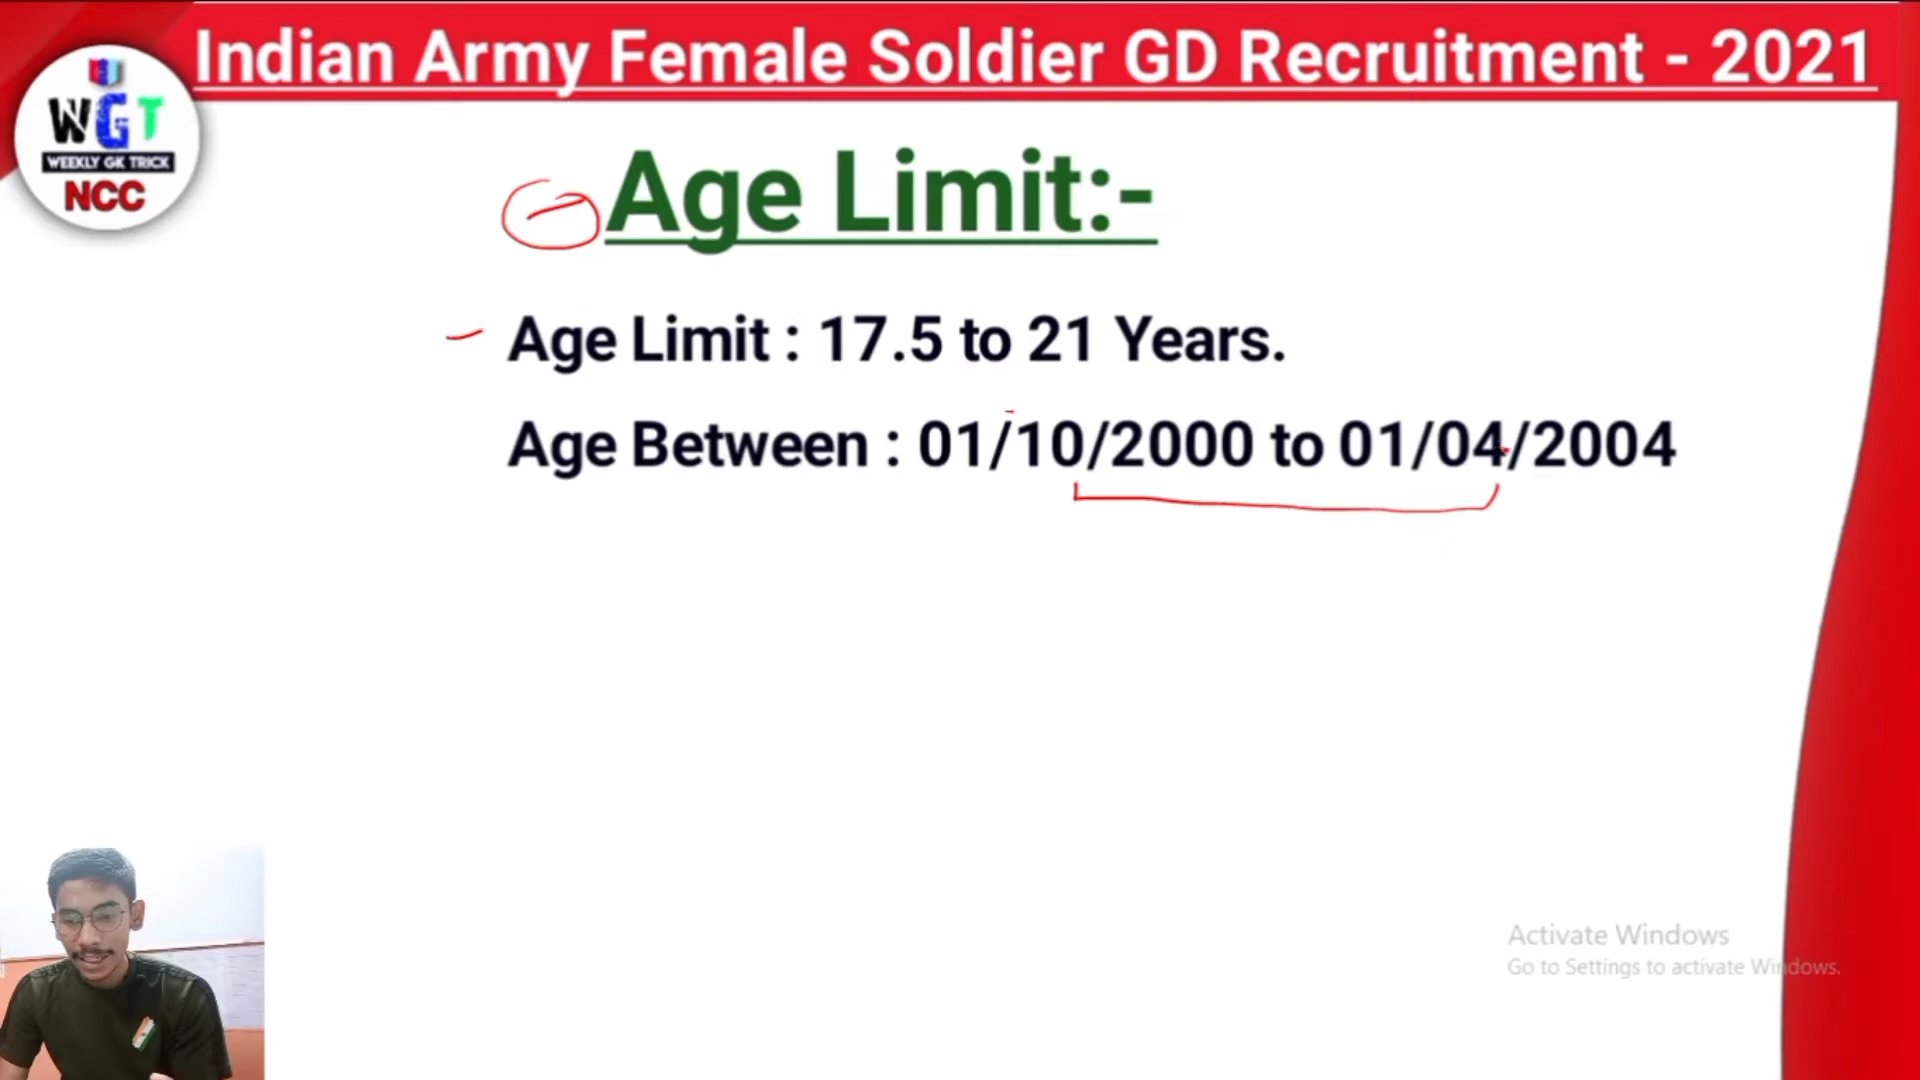 Indian Army Female Soldier GD Recruitment - 2021
WGT
WEEKLY GK TRICK
NCC
Age Limit:-
Age Limit : 17.5 to 21 Years.
Age Between : 01/10/2000 to 01/04/2004
Activate Windows
Go to Settings to activate Windows.